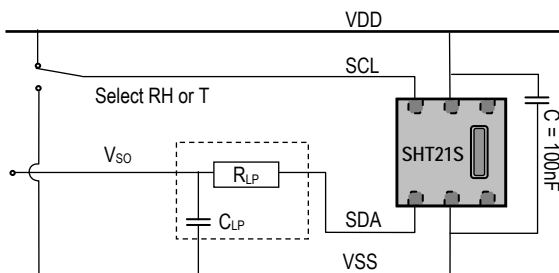 VDD
SCL
Select RH or T
SHT21S
C = 100nF
VSO
RLP
CLP
SDA
VSS